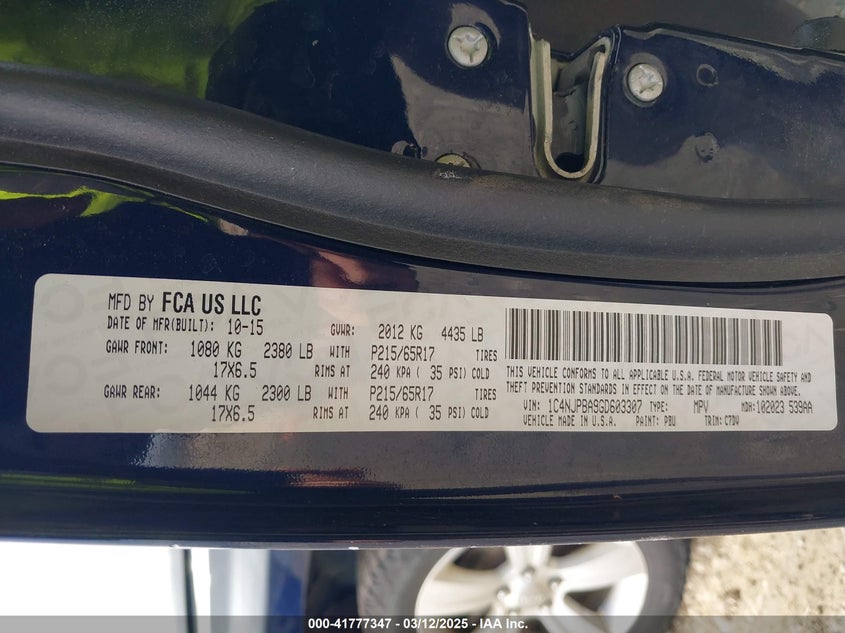 MFD BY FCA US LLC
DATE OF MFR(BUILT): 10-15 GVWR: 2012 KG 4435 LB
GAWR FRONT: 1080 KG 2380 LB WITH P215/65R17 TIRES
17X6.5 RIMS AT 240 KPA ( 35 PSI) COLD
GAWR REAR: 1044 KG 2300 LB WITH P215/65R17 TIRES
17X6.5 RIMS AT 240 KPA ( 35 PSI) COLD
THIS VEHICLE CONFORMS TO ALL APPLICABLE U.S.A. FEDERAL MOTOR VEHICLE SAFETY AND
THEFT PREVENTION STANDARDS IN EFFECT ON THE DATE OF MANUFACTURE SHOWN ABOVE.
VIN: 1C4NJPBA9GD603307 TYPE: MPV MDH: 102023 539AA
VEHICLE MADE IN U.S.A. PAINT: PBU TRIM: C7DV
000-41777347 - 03/12/2025 - IAA Inc.